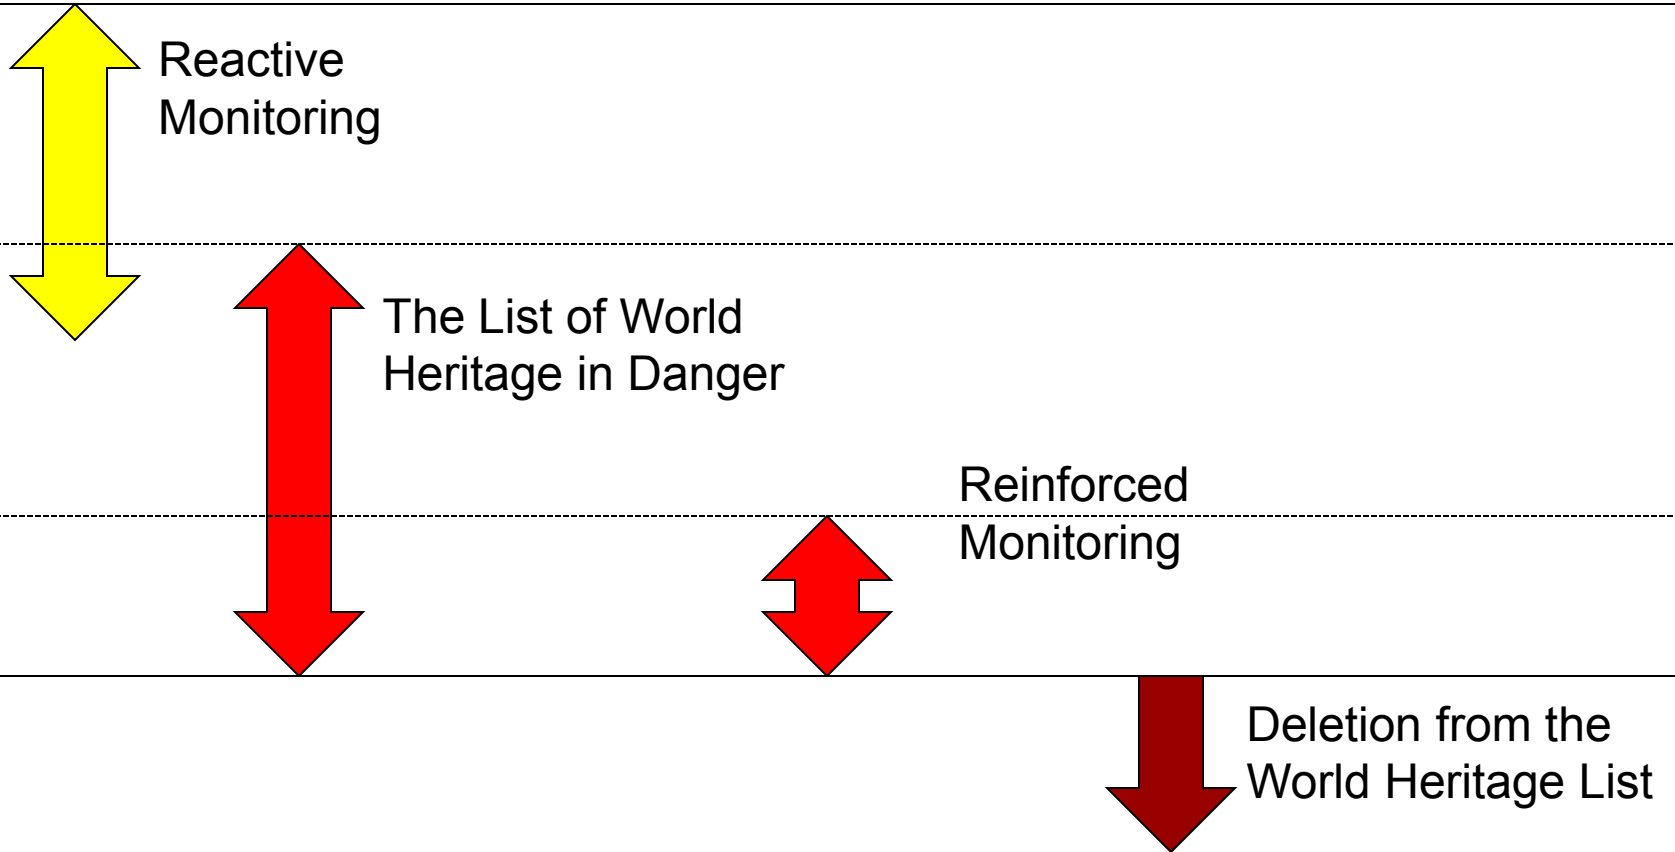 Reactive
Monitoring
The List of World
Heritage in Danger
Reinforced
Monitoring
Deletion from the
World Heritage List